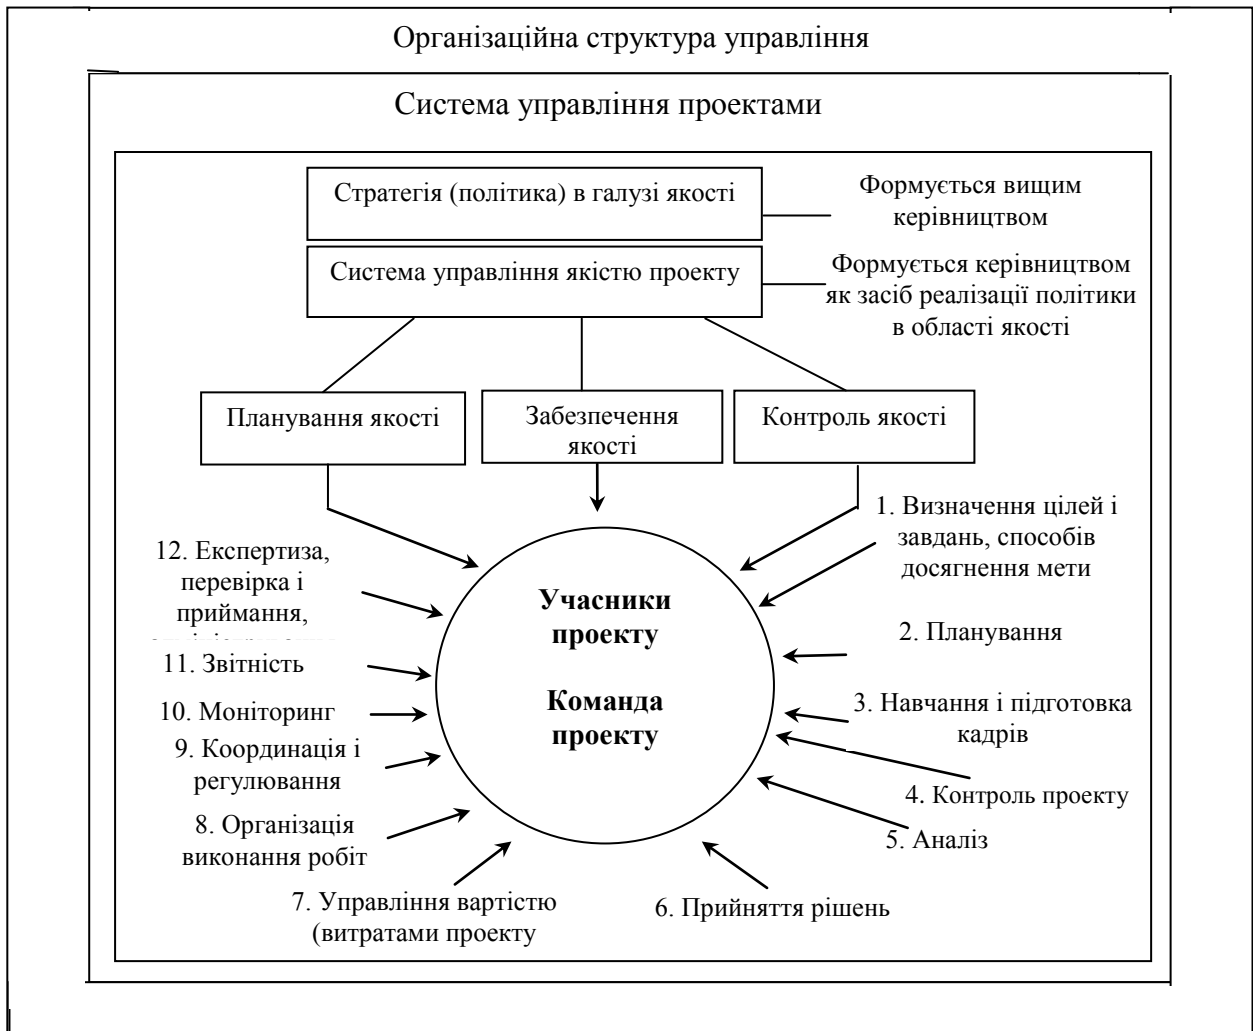 Організаційна структура управління
Система управління проектами
Стратегія (політика) в галузі якості
Формується вищим
керівництвом
Система управління якістю проекту
Формується керівництвом
як засіб реалізації політики
в області якості
Планування якості
Забезпечення
якості
Контроль якості
1. Визначення цілей і
завдань, способів
досягнення мети
12. Експертиза,
перевірка і
приймання,
Учасники
проекту
Команда
проекту
2. Планування
11. Звітність
3. Навчання і підготовка
кадрів
10. Моніторинг
9. Координація і
регулювання
4. Контроль проекту
8. Організація
виконання робіт
5. Аналіз
7. Управління вартістю
(витратами проекту
6. Прийняття рішень